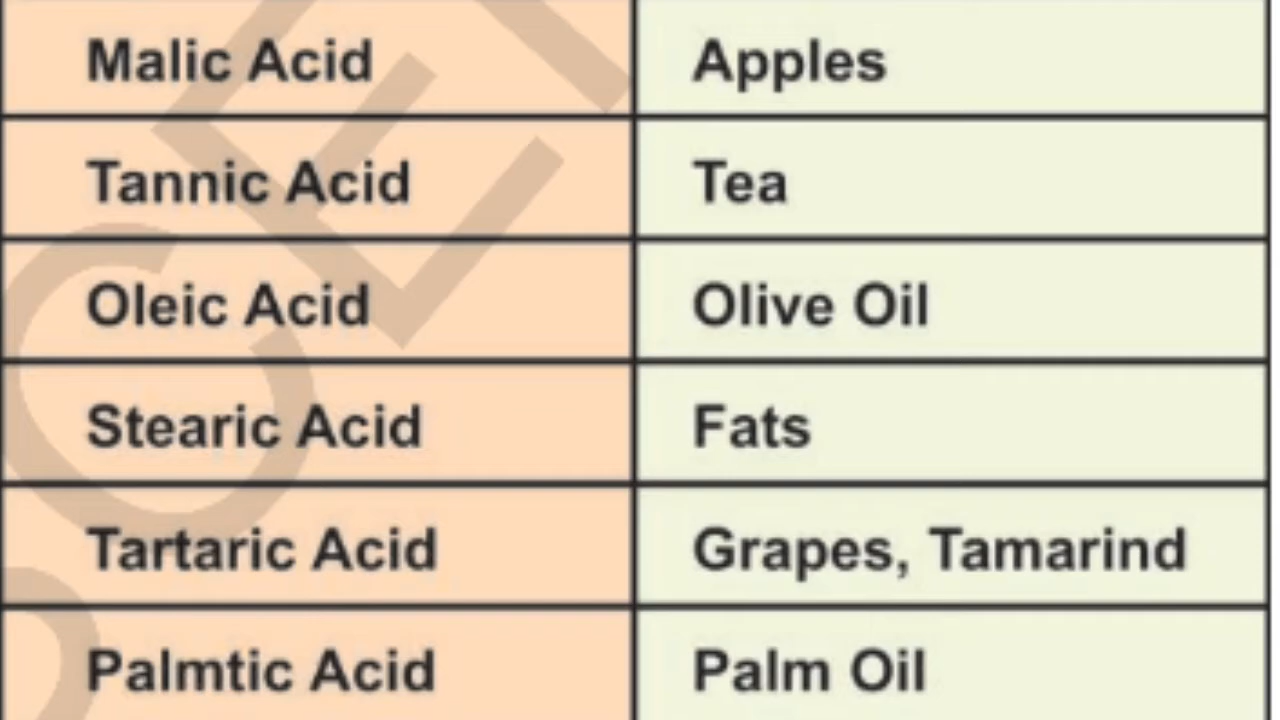 Malic Acid Apples
Tannic Acid Tea
Oleic Acid Olive Oil
Stearic Acid Fats
Tartaric Acid Grapes, Tamarind
Palmtic Acid Palm Oil